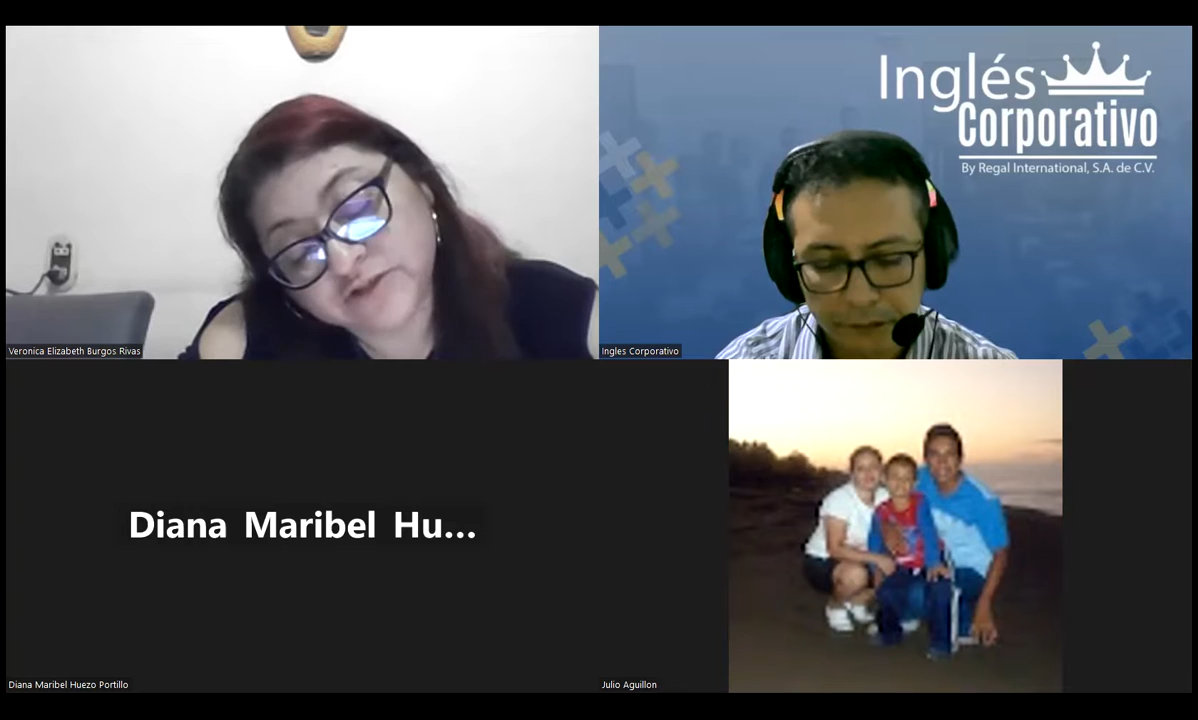 Inglés
Corporativo
By Regal International, S.A. de C.V.
Veronica Elizabeth Burgos Rivas
Ingles Corporativo
Diana Maribel Hu...
Diana Maribel Huezo Portillo
Julio Aguillon